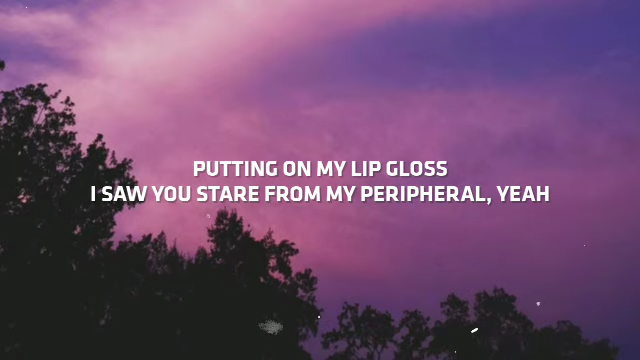 PUTTING ON MY LIP GLOSS
I SAW YOU STARE FROM MY PERIPHERAL, YEAH